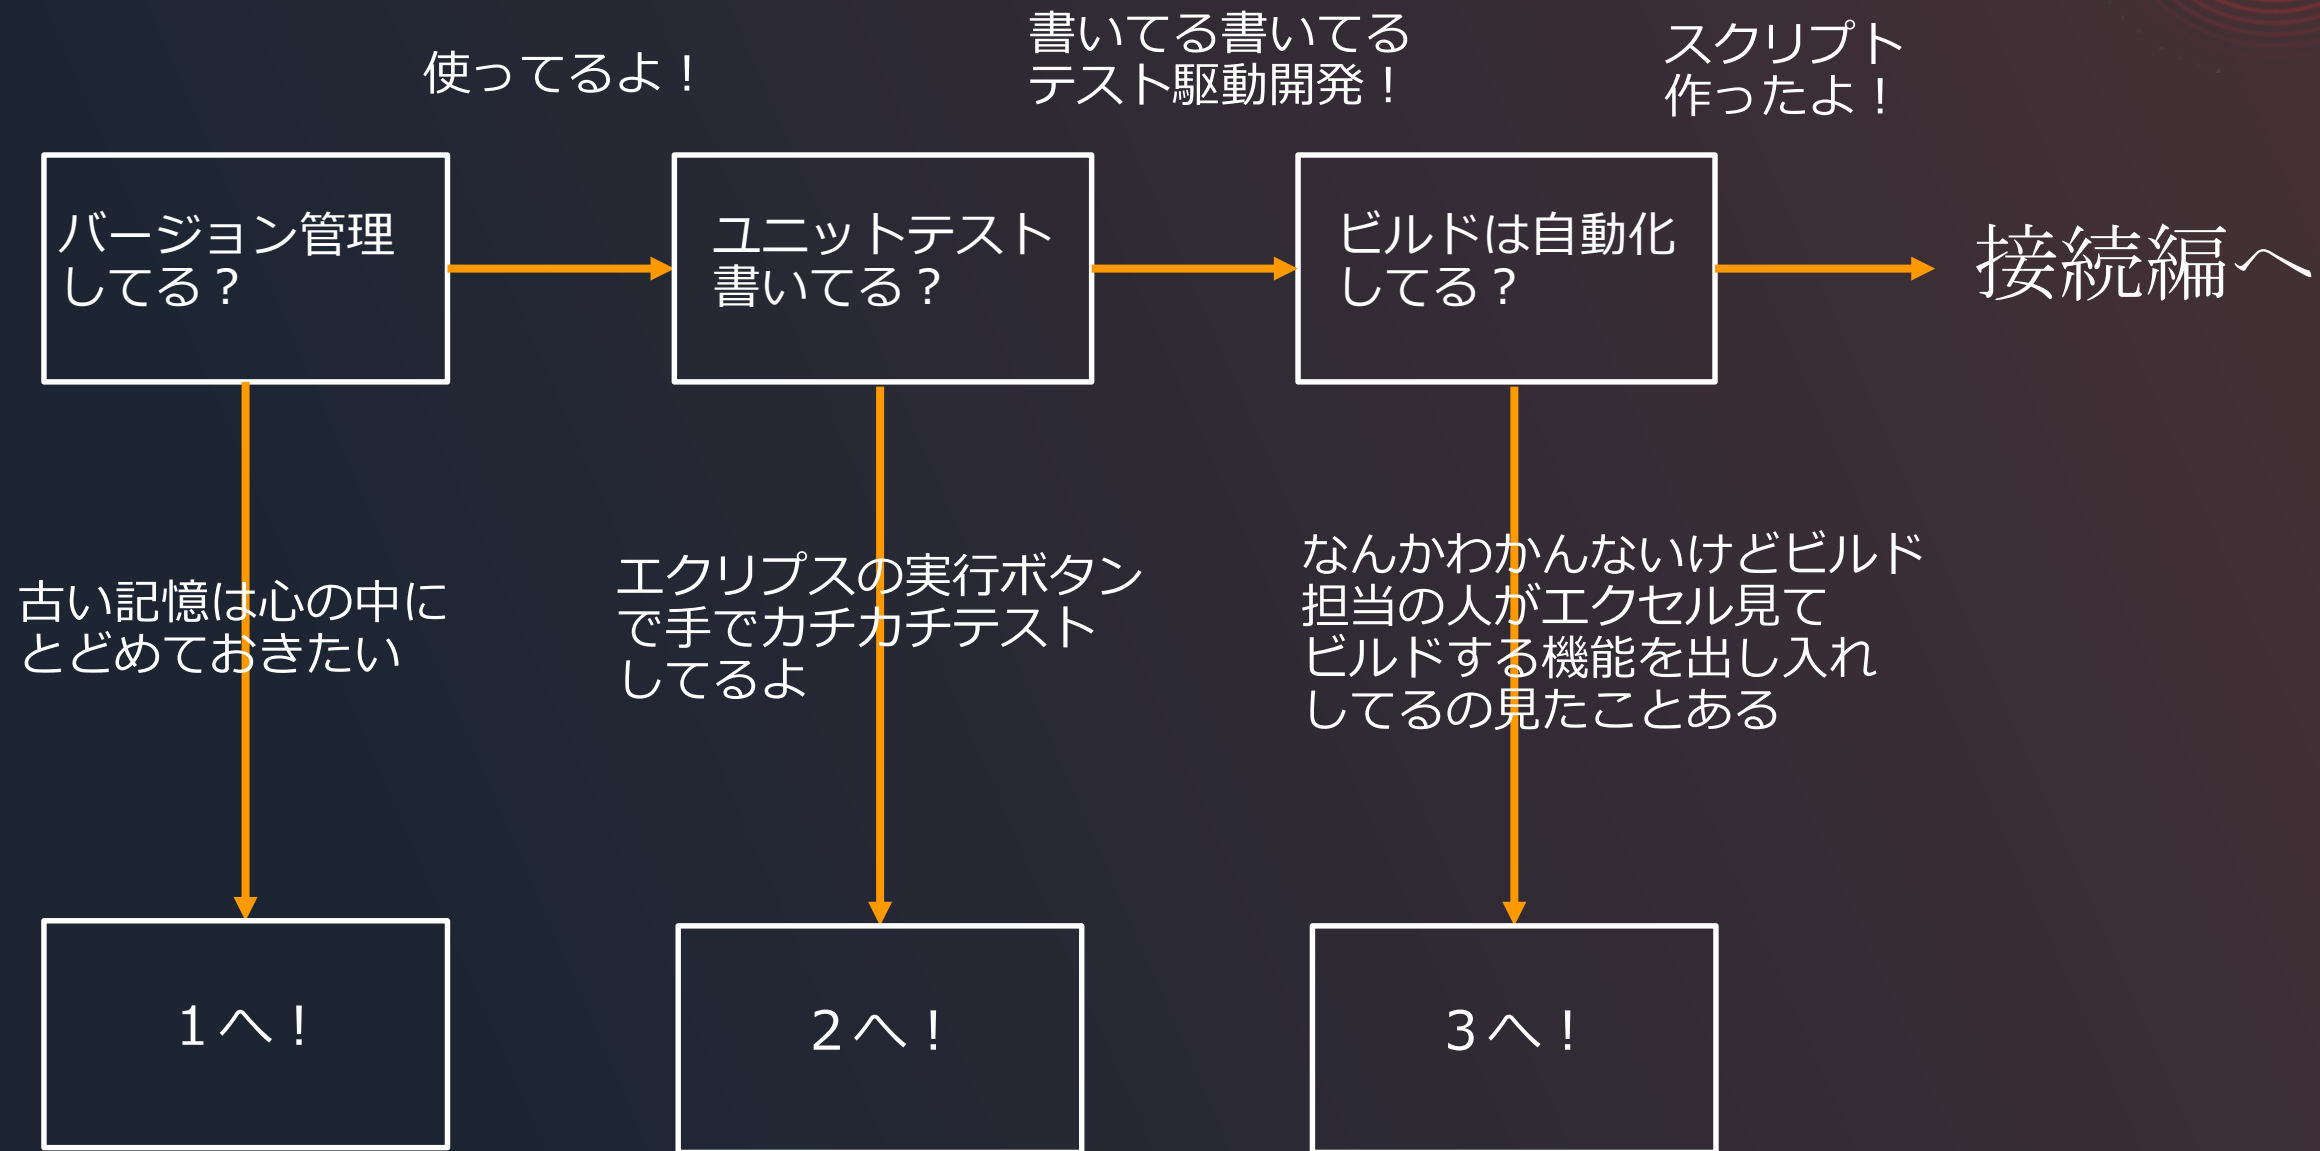 使ってるよ！
書いてる書いてる
テスト駆動開発！
スクリプト
作ったよ！
バージョン管理
してる？
ユニットテスト
書いてる？
ビルドは自動化
してる？
接続編へ
古い記憶は心の中に
とどめておきたい
エクリプスの実行ボタン
で手でカチカチテスト
してるよ
なんかわかんないけどビルド
担当の人がエクセル見て
ビルドする機能を出し入れ
してるの見たことある
１へ！
２へ！
３へ！